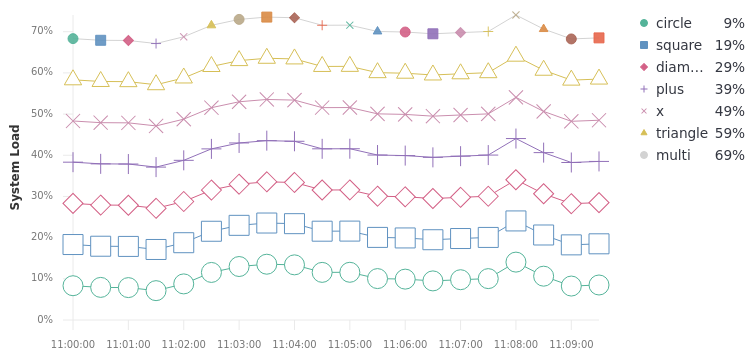 70%
60%
50%
40%
30%
20%
10%
0%
System Load
11:00:00 11:01:00 11:02:00 11:03:00 11:04:00 11:05:00 11:06:00 11:07:00 11:08:00 11:09:00
circle 9%
square 19%
diam... 29%
plus 39%
x 49%
triangle 59%
multi 69%